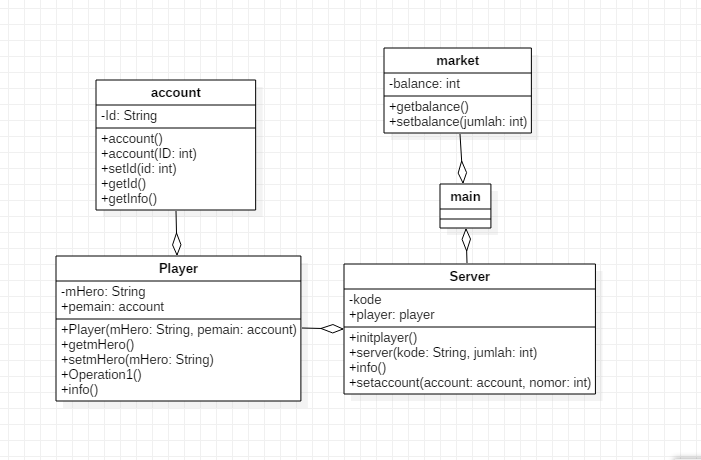 account
-Id: String
+account()
+account(ID: int)
+setId(id: int)
+getId()
+getInfo()
market
-balance: int
+getbalance()
+setbalance(jumlah: int)
main
Player
-mHero: String
+pemain: account
+Player(mHero: String, pemain: account)
+getmHero()
+setmHero(mHero: String)
+Operation1()
+info()
Server
-kode
+player: player
+initplayer()
+server(kode: String, jumlah: int)
+info()
+setaccount(account: account, nomor: int)